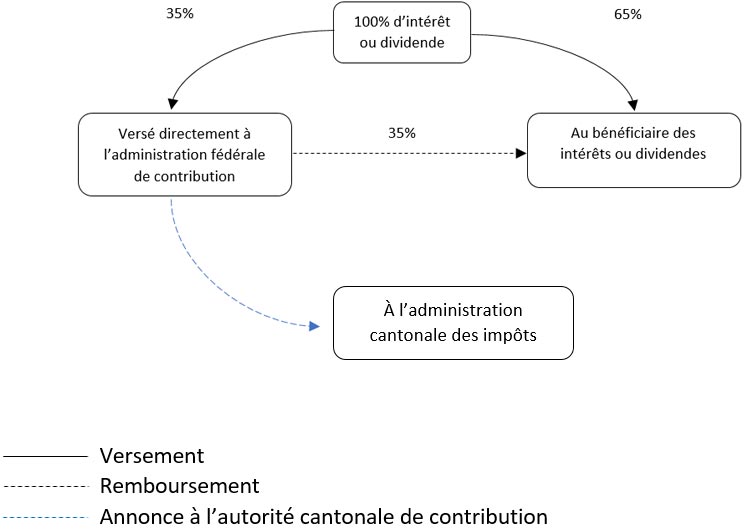 35%
100% d’intérêt
ou dividende
65%
Versé directement à
l’administration fédérale
de contribution
35%
Au bénéficiaire des
intérêts ou dividendes
À l’administration
cantonale des impôts
Versement
Remboursement
Annonce à l’autorité cantonale de contribution